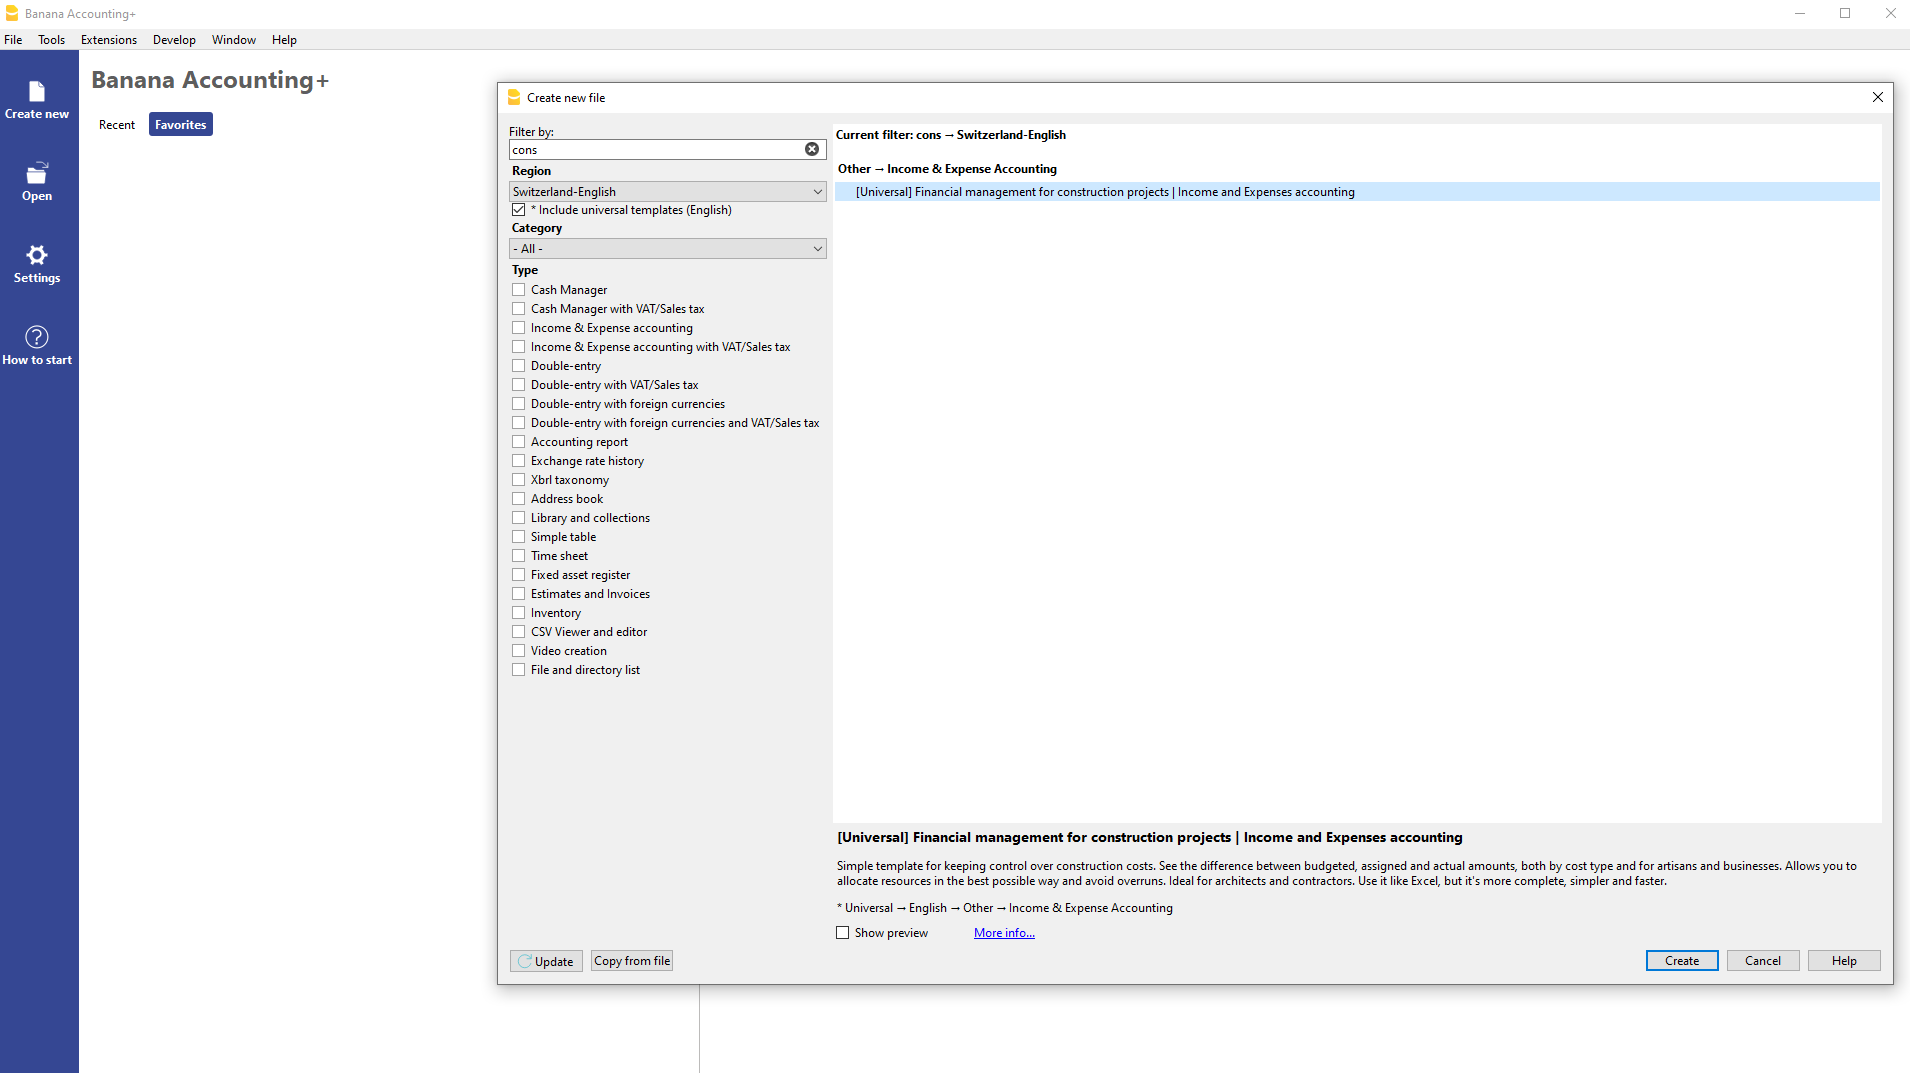 Banana Accounting+
File Tools Extensions Develop Window Help
Create new
Open
Settings
How to start
Banana Accounting+
Recent Favorites
Create new file
Filter by:
cons
Region
Switzerland-English
* Include universal templates (English)
Category
- All -
Type
Cash Manager
Cash Manager with VAT/Sales tax
Income & Expense accounting
Income & Expense accounting with VAT/Sales tax
Double-entry
Double-entry with VAT/Sales tax
Double-entry with foreign currencies
Double-entry with foreign currencies and VAT/Sales tax
Accounting report
Exchange rate history
Xbrl taxonomy
Address book
Library and collections
Simple table
Time sheet
Fixed asset register
Estimates and Invoices
Inventory
CSV Viewer and editor
Video creation
File and directory list
Update Copy from file
Current filter: cons → Switzerland-English
Other → Income & Expense Accounting
[Universal] Financial management for construction projects | Income and Expenses accounting
[Universal] Financial management for construction projects | Income and Expenses accounting
Simple template for keeping control over construction costs. See the difference between budgeted, assigned and actual amounts, both by cost type and for artisans and businesses. Allows you to
allocate resources in the best possible way and avoid overruns. Ideal for architects and contractors. Use it like Excel, but it's more complete, simpler and faster.
* Universal → English → Other → Income & Expense Accounting
Show preview More info...
Create Cancel Help